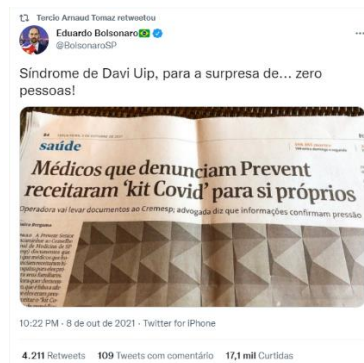 Tercio Arnaud Tomaz retweetou
Eduardo Bolsonaro
@BolsonaroSP
Síndrome de Davi Uip, para a surpresa de... zero
pessoas!
saúde
Médicos que denunciam Prevent
receitaram 'kit Covid' para si próprios
Operadora vai levar documentos ao Cremesp; advogada diz que informações confirmam pressão
10:22 PM · 8 de out de 2021 · Twitter for iPhone
4.211 Retweets 109 Tweets com comentário 17,1 mil Curtidas